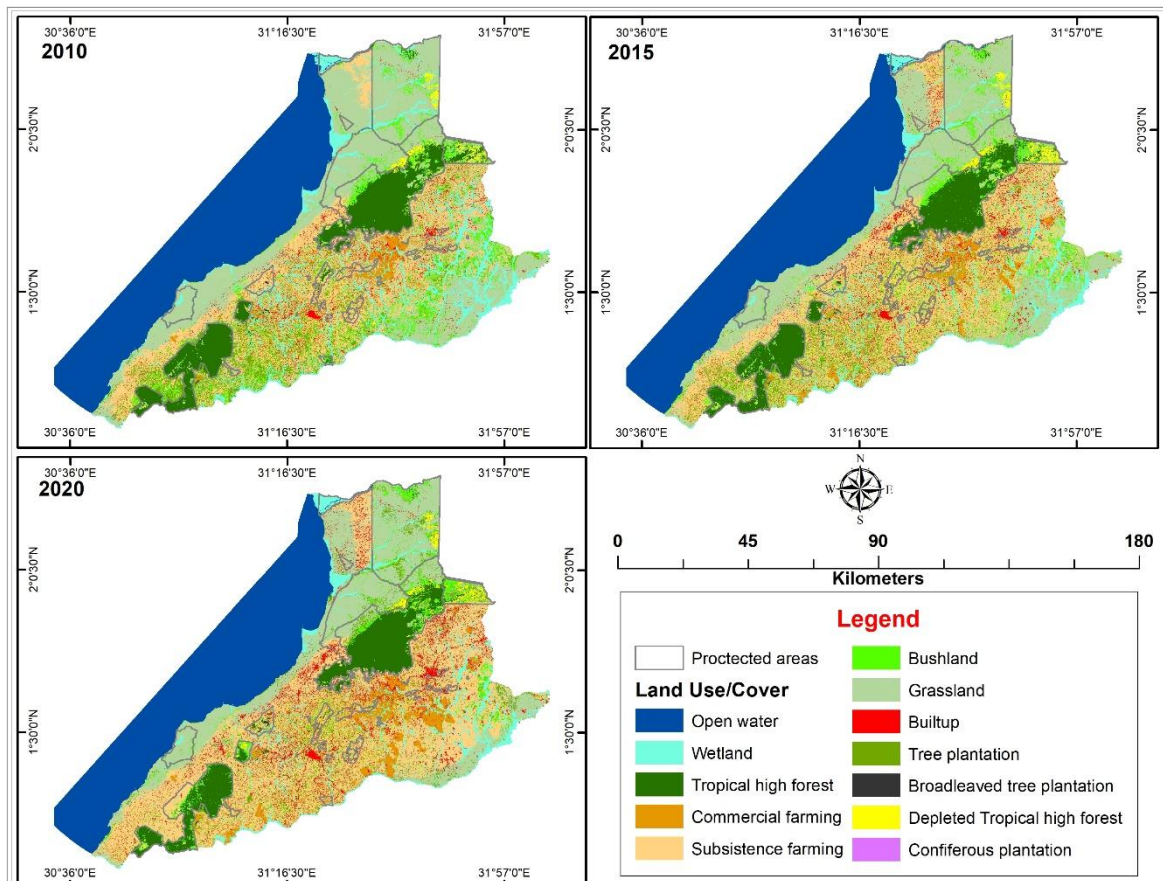 30°36'0"E 31°16'30"E 31°57'0"E
2010
2°0'30"N
1°30'0"N
30°36'0"E 31°16'30"E 31°57'0"E
30°36'0"E 31°16'30"E 31°57'0"E
2015
2°0'30"N
1°30'0"N
30°36'0"E 31°16'30"E 31°57'0"E
30°36'0"E 31°16'30"E 31°57'0"E
2020
2°0'30"N
1°30'0"N
30°36'0"E 31°16'30"E 31°57'0"E
N
W E
S
0 45 90 180
Kilometers
Legend
Proctected areas
Land Use/Cover
Open water
Wetland
Tropical high forest
Commercial farming
Subsistence farming
Bushland
Grassland
Builtup
Tree plantation
Broadleaved tree plantation
Depleted Tropical high forest
Confiferous plantation